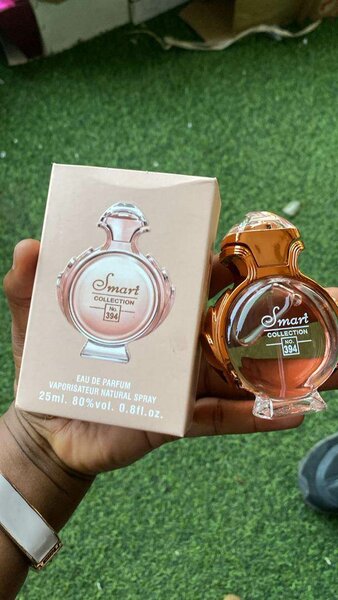 Smart
COLLECTION
No.
394
EAU DE PARFUM
VAPORISATEUR NATURAL SPRAY
25ml. 80%vol. 0.8fl.oz.
Smart
COLLECTION
No.
394